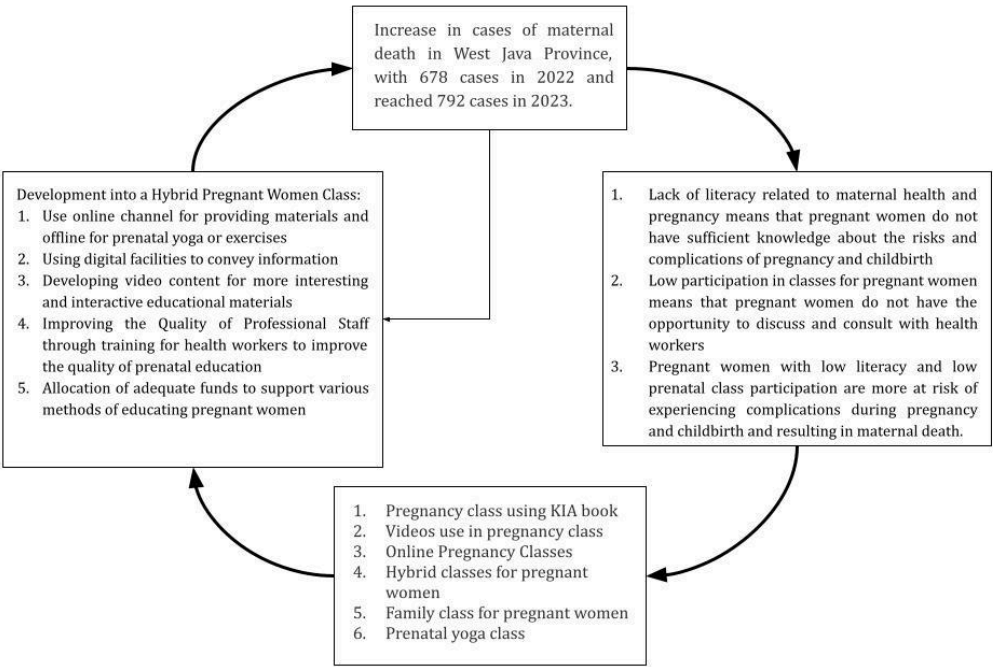 Increase in cases of maternal
death in West Java Province,
with 678 cases in 2022 and
reached 792 cases in 2023.
1. Lack of literacy related to maternal health and
pregnancy means that pregnant women do not
have sufficient knowledge about the risks and
complications of pregnancy and childbirth
2. Low participation in classes for pregnant women
means that pregnant women do not have the
opportunity to discuss and consult with health
workers
3. Pregnant women with low literacy and low
prenatal class participation are more at risk of
experiencing complications during pregnancy
and childbirth and resulting in maternal death.
1. Pregnancy class using KIA book
2. Videos use in pregnancy class
3. Online Pregnancy Classes
4. Hybrid classes for pregnant
women
5. Family class for pregnant women
6. Prenatal yoga class
Development into a Hybrid Pregnant Women Class:
1. Use online channel for providing materials and
offline for prenatal yoga or exercises
2. Using digital facilities to convey information
3. Developing video content for more interesting
and interactive educational materials
4. Improving the Quality of Professional Staff
through training for health workers to improve
the quality of prenatal education
5. Allocation of adequate funds to support various
methods of educating pregnant women